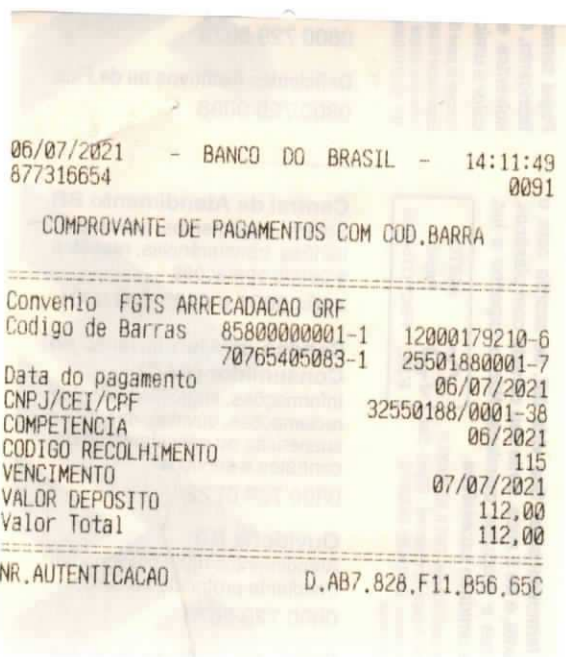 06/07/2021 - BANCO DO BRASIL - 14:11:49
877316654 0091
COMPROVANTE DE PAGAMENTOS COM COD.BARRA
Convenio FGTS ARRECADACAO GRF
Codigo de Barras 85800000001-1 12000179210-6
70765405083-1 25501880001-7
Data do pagamento 06/07/2021
CNPJ/CEI/CPF 32550188/0001-38
COMPETENCIA 06/2021
CODIGO RECOLHIMENTO 115
VENCIMENTO 07/07/2021
VALOR DEPOSITO 112,00
Valor Total 112,00
NR.AUTENTICACAO D.AB7.828.F11.B56.65C